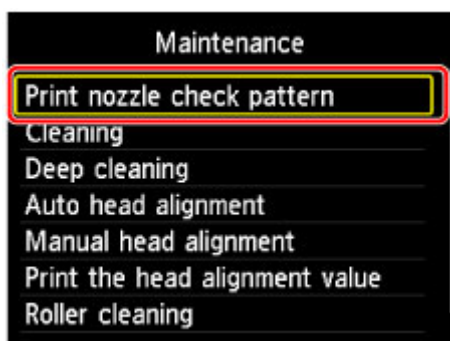 Maintenance
Print nozzle check pattern
Cleaning
Deep cleaning
Auto head alignment
Manual head alignment
Print the head alignment value
Roller cleaning